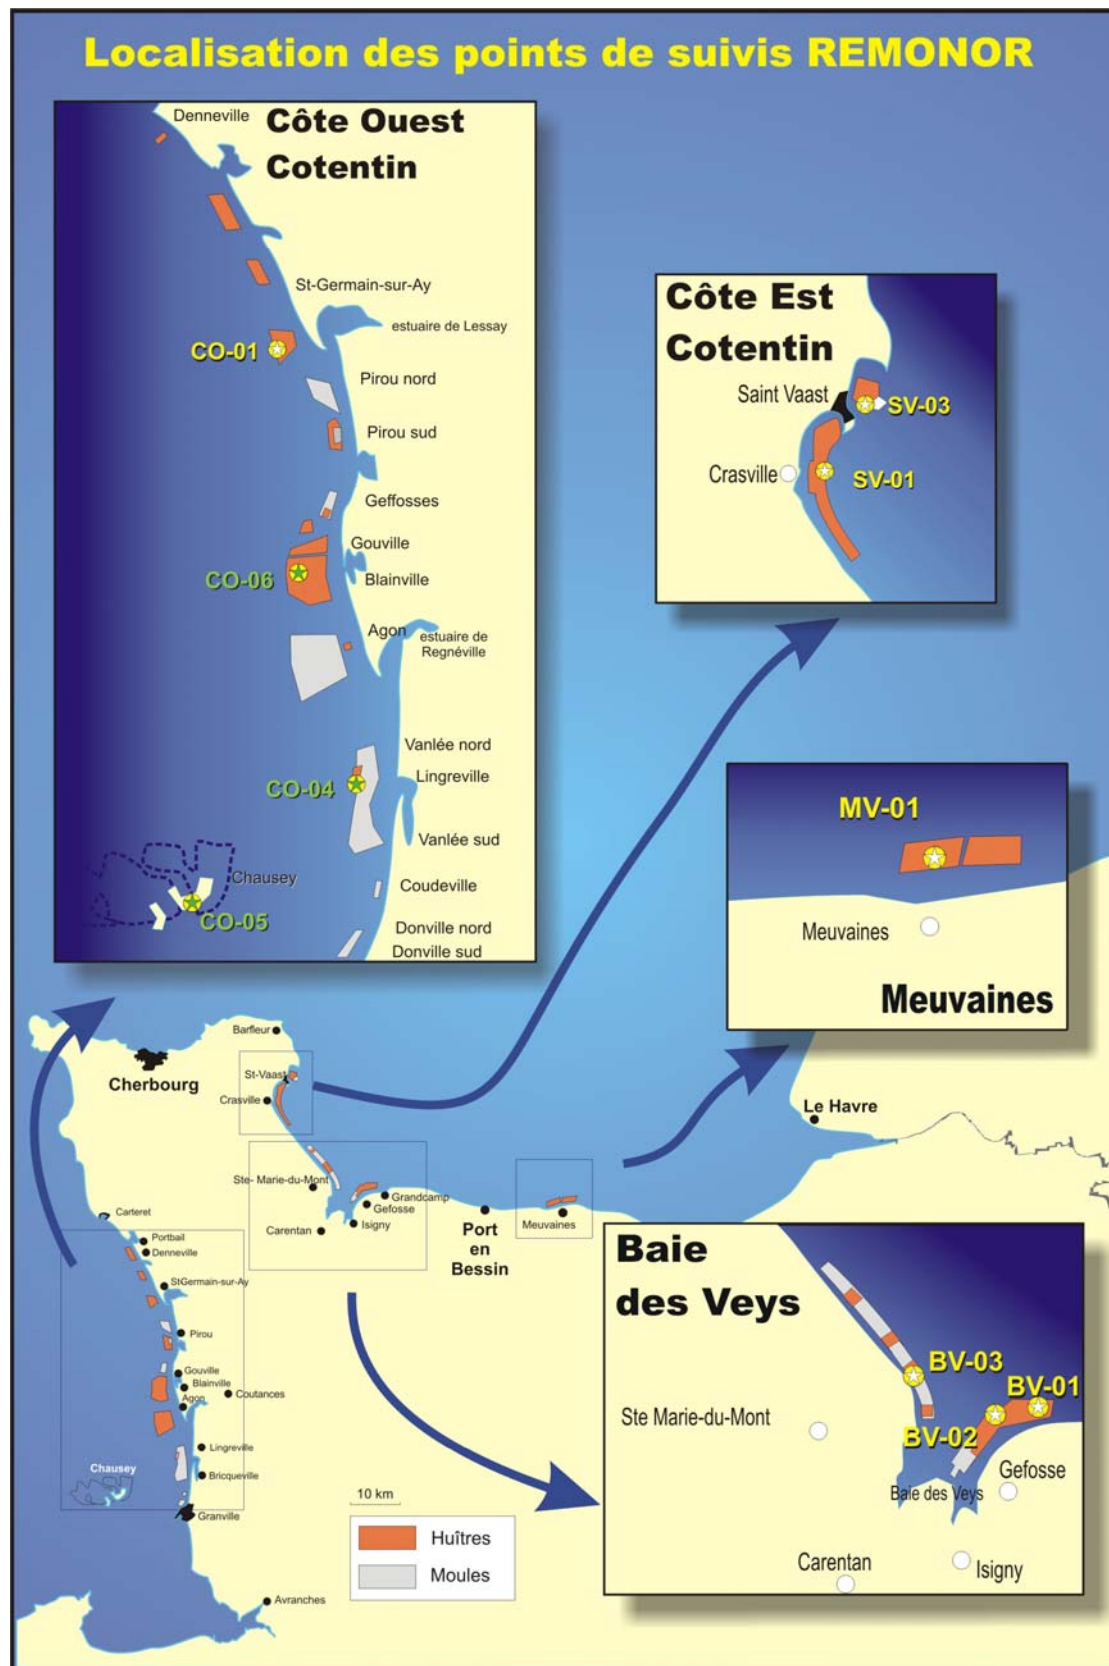 Localisation des points de suivis REMONOR
Denneville
Côte Ouest
Cotentin
St-Germain-sur-Ay
estuaire de Lessay
CO-01
Pirou nord
Pirou sud
Geffosses
Gouville
CO-06
Blainville
Agon
estuaire de
Regnéville
Vanlée nord
CO-04
Lingreville
Vanlée sud
Chausey
Coudeville
CO-05
Donville nord
Donville sud
Côte Est
Cotentin
Saint Vaast
SV-03
Crasville
SV-01
MV-01
Meuvaines
Meuvaines
Barfleur
Cherbourg
St-Vaast
Crasville
Le Havre
Ste- Marie-du-Mont
Grandcamp
Gefosse
Isigny
Carentan
Port
en
Bessin
Meuvaines
Carteret
Portbail
Denneville
StGermain-sur-Ay
Pirou
Gouville
Blainville
Agon
Coutances
Lingreville
Bricqueville
Chausey
Granville
Avranches
10 km
Huîtres
Moules
Baie
des Veys
BV-03
BV-01
Ste Marie-du-Mont
BV-02
Gefosse
Baie des Veys
Carentan
Isigny